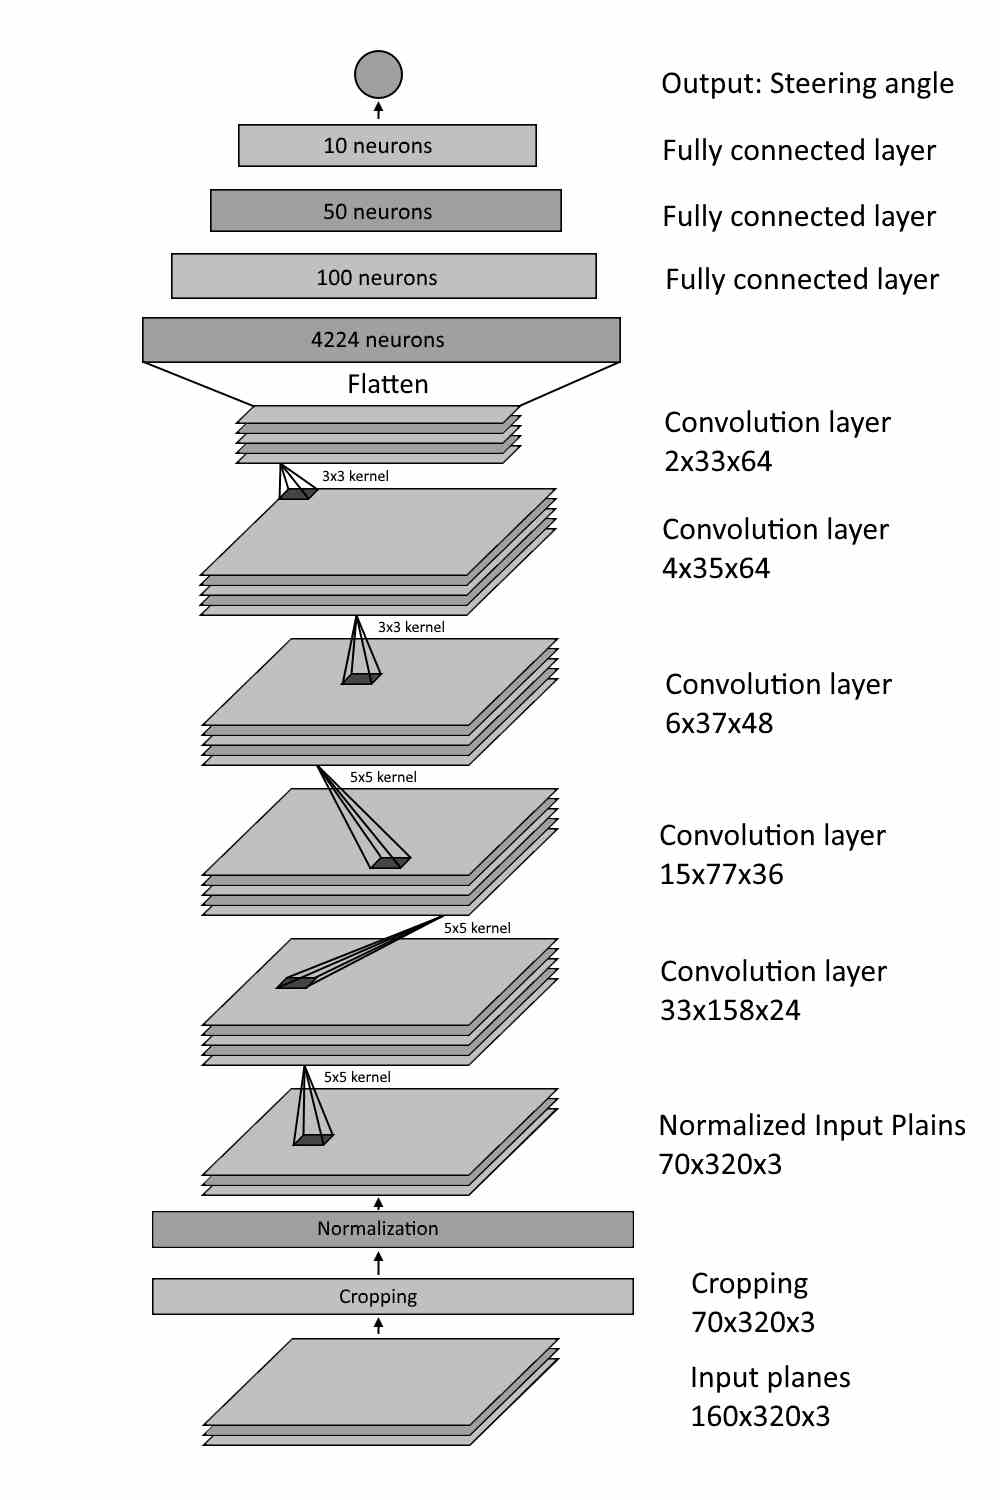 Output: Steering angle
10 neurons
Fully connected layer
50 neurons
Fully connected layer
100 neurons
Fully connected layer
4224 neurons
Flatten
Convolution layer
2x33x64
3x3 kernel
Convolution layer
4x35x64
3x3 kernel
Convolution layer
6x37x48
5x5 kernel
Convolution layer
15x77x36
5x5 kernel
Convolution layer
33x158x24
5x5 kernel
Normalized Input Plains
70x320x3
Normalization
Cropping
Cropping
70x320x3
Input planes
160x320x3